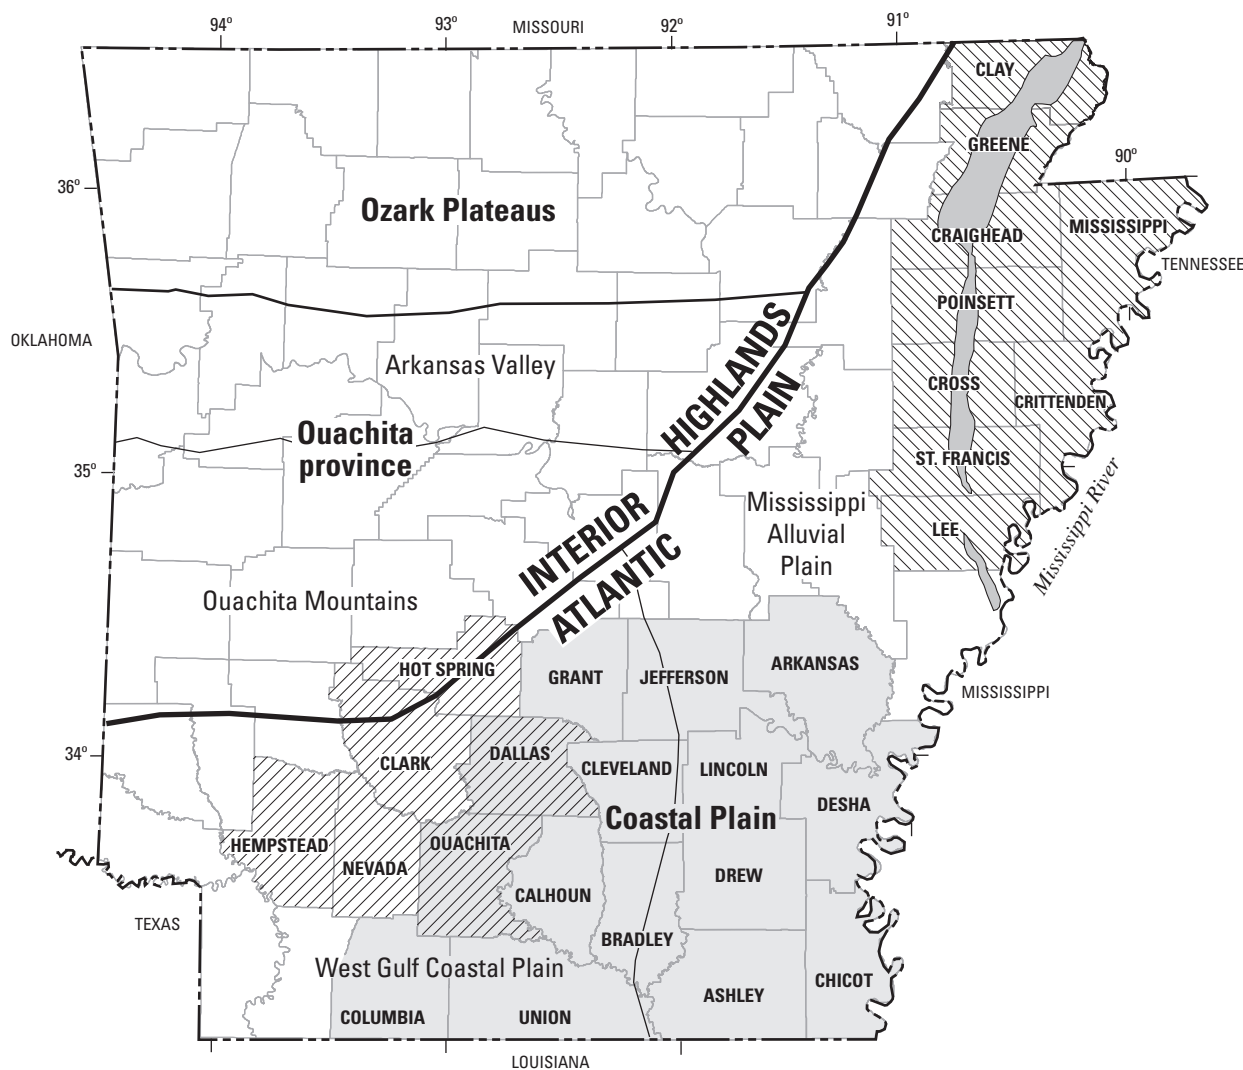 94°
93°
MISSOURI
92°
91°
CLAY
GREENE
90°
36°
Ozark Plateaus
CRAIGHEAD
MISSISSIPPI
TENNESSEE
POINSETT
OKLAHOMA
Arkansas Valley
HIGHLANDS
PLAIN
CROSS
CRITTENDEN
Ouachita
province
35°
ST. FRANCIS
Mississippi River
INTERIOR
ATLANTIC
Mississippi
Alluvial
Plain
LEE
Ouachita Mountains
HOT SPRING
GRANT
JEFFERSON
ARKANSAS
MISSISSIPPI
34°
CLARK
DALLAS
CLEVELAND
LINCOLN
DESHA
Coastal Plain
HEMPSTEAD
NEVADA
OUACHITA
CALHOUN
DREW
TEXAS
BRADLEY
West Gulf Coastal Plain
ASHLEY
CHICOT
COLUMBIA
UNION
LOUISIANA